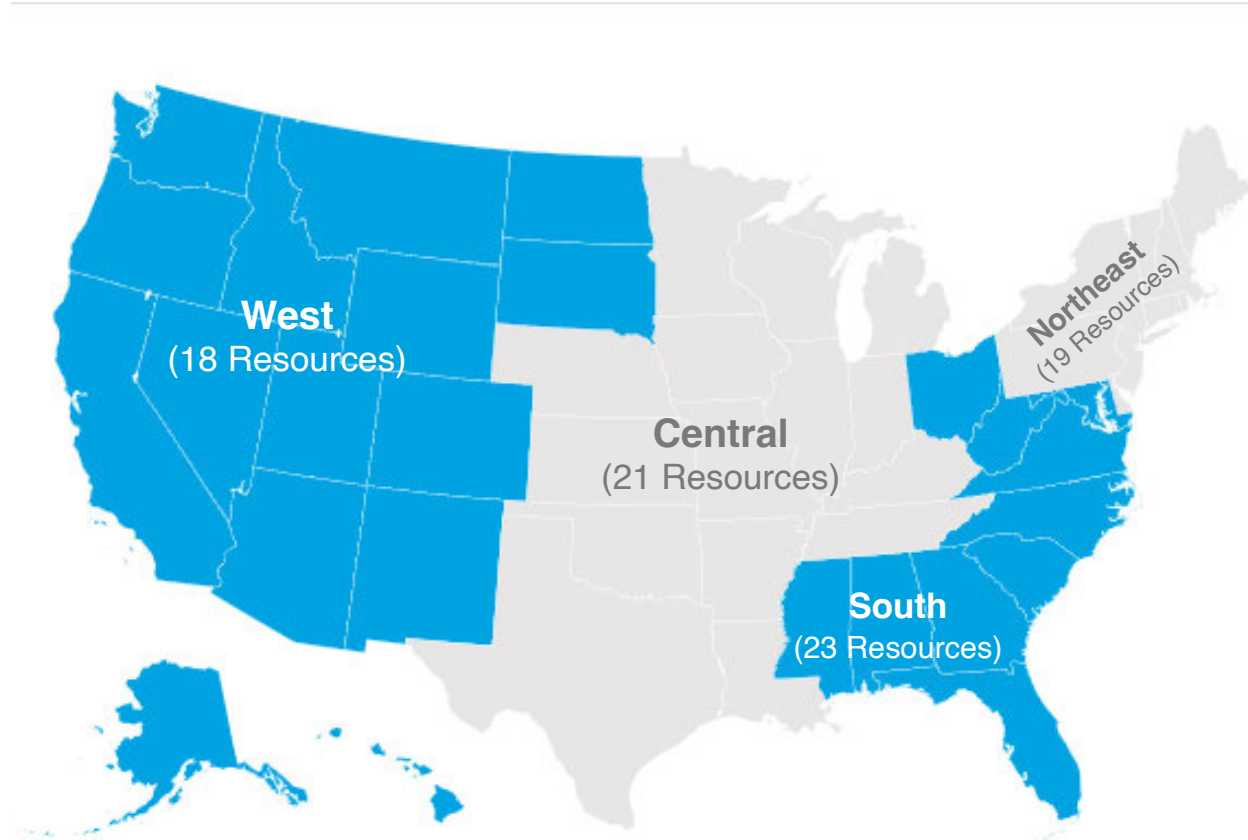 West
(18 Resources)
Central
(21 Resources)
Northeast
(19 Resources)
South
(23 Resources)